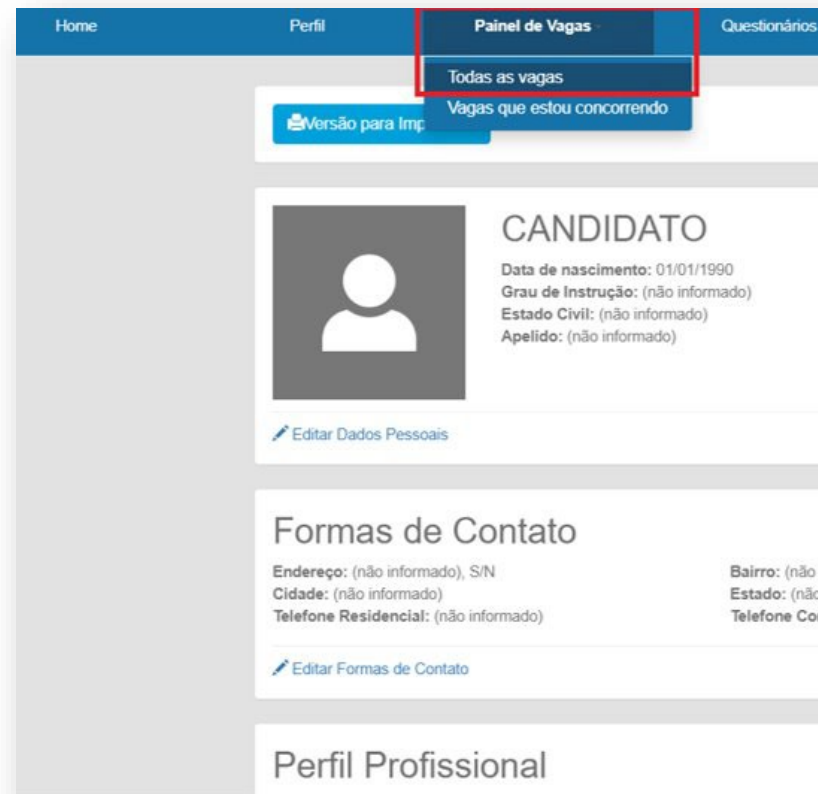 Home Perfil Painel de Vagas Questionários
Todas as vagas
Vagas que estou concorrendo
Versão para
CANDIDATO
Data de nascimento: 01/01/1990
Grau de Instrução: (não informado)
Estado Civil: (não informado)
Apelido: (não informado)
Editar Dados Pessoais
Formas de Contato
Endereço: (não informado), S/N Bairro: (não
Cidade: (não informado) Estado:
Telefone Residencial: (não informado) Telefone
Editar Formas de Contato
Perfil Profissional